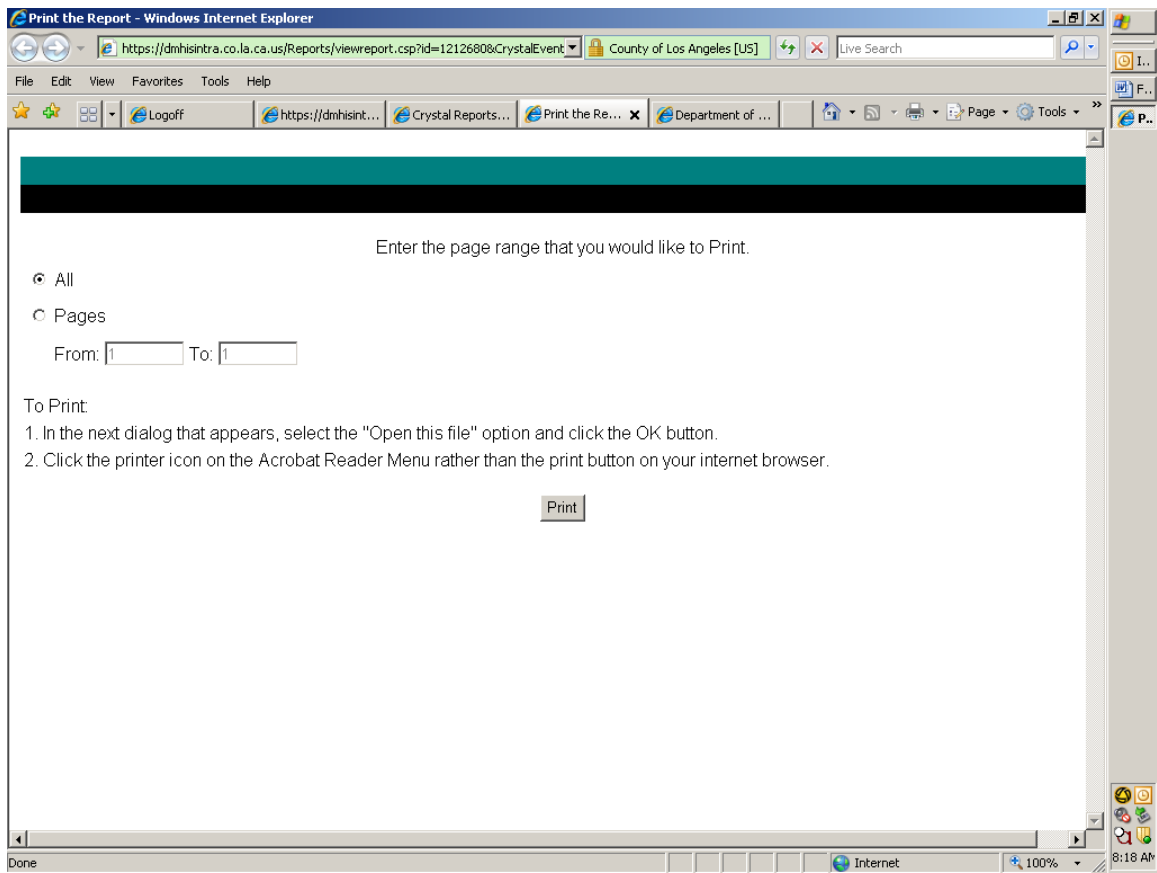 Print the Report - Windows Internet Explorer
https://dmhisintra.co.la.ca.us/Reports/viewreport.csp?id=1212680&CrystalEvent County of Los Angeles [US] Live Search
File Edit View Favorites Tools Help
Logoff https://dmhisint... Crystal Reports... Print the Re... Department of ... Page Tools
I..
F..
P..
Enter the page range that you would like to Print.
All
Pages
From: 1 To: 1
To Print:
1. In the next dialog that appears, select the "Open this file" option and click the OK button.
2. Click the printer icon on the Acrobat Reader Menu rather than the print button on your internet browser.
Print
Done Internet 100%
8:18 AM